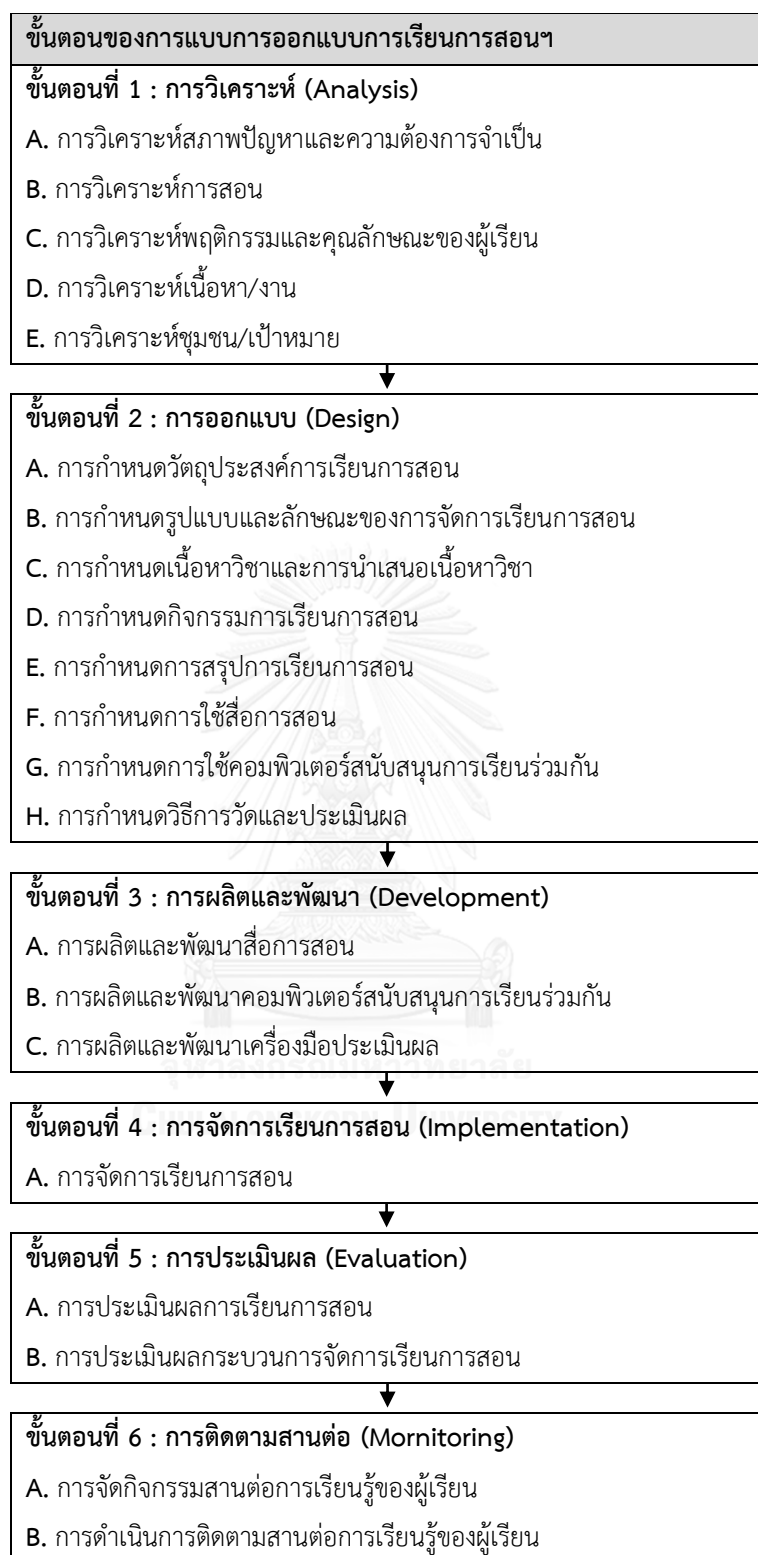 ขั้นตอนของการแบบการออกแบบการเรียนการสอนฯ
ขั้นตอนที่ 1 : การวิเคราะห์ (Analysis)
A. การวิเคราะห์สภาพปัญหาและความต้องการจำเป็น
B. การวิเคราะห์การสอน
C. การวิเคราะห์พฤติกรรมและคุณลักษณะของผู้เรียน
D. การวิเคราะห์เนื้อหา/งาน
E. การวิเคราะห์ชุมชน/เป้าหมาย
ขั้นตอนที่ 2 : การออกแบบ (Design)
A. การกำหนดวัตถุประสงค์การเรียนการสอน
B. การกำหนดรูปแบบและลักษณะของการจัดการเรียนการสอน
C. การกำหนดเนื้อหาวิชาและการนำเสนอเนื้อหาวิชา
D. การกำหนดกิจกรรมการเรียนการสอน
E. การกำหนดการสรุปการเรียนการสอน
F. การกำหนดการใช้สื่อการสอน
G. การกำหนดการใช้คอมพิวเตอร์สนับสนุนการเรียนร่วมกัน
H. การกำหนดวิธีการวัดและประเมินผล
ขั้นตอนที่ 3 : การผลิตและพัฒนา (Development)
A. การผลิตและพัฒนาสื่อการสอน
B. การผลิตและพัฒนาคอมพิวเตอร์สนับสนุนการเรียนร่วมกัน
C. การผลิตและพัฒนาเครื่องมือประเมินผล
จุฬาลงกรณ์มหาวิทยาลัย
CHULALONGKORN UNIVERSITY
ขั้นตอนที่ 4 : การจัดการเรียนการสอน (Implementation)
A. การจัดการเรียนการสอน
ขั้นตอนที่ 5 : การประเมินผล (Evaluation)
A. การประเมินผลการเรียนการสอน
B. การประเมินผลกระบวนการจัดการเรียนการสอน
ขั้นตอนที่ 6 : การติดตามสานต่อ (Mornitoring)
A. การจัดกิจกรรมสานต่อการเรียนรู้ของผู้เรียน
B. การดำเนินการติดตามสานต่อการเรียนรู้ของผู้เรียน